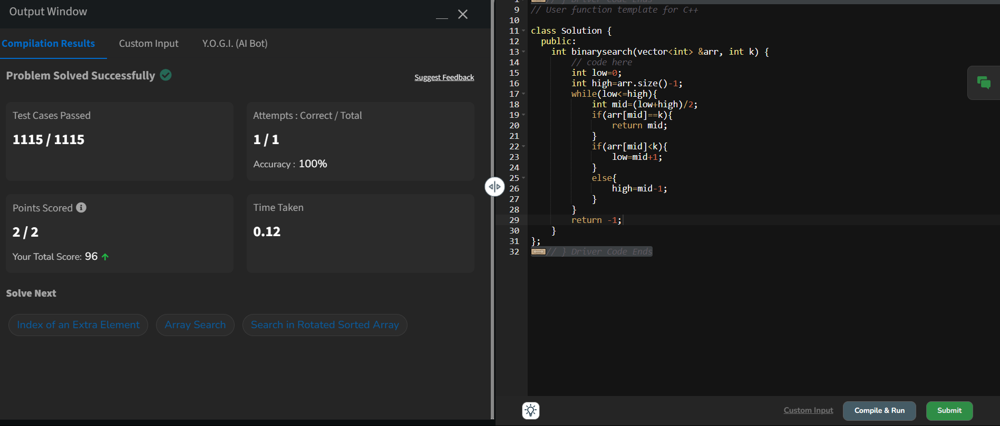 Output Window
Compilation Results Custom Input Y.O.G.I. (AI Bot)
Problem Solved Successfully
Suggest Feedback
Test Cases Passed
1115 / 1115
Attempts : Correct / Total
1 / 1
Accuracy : 100%
Points Scored
2 / 2
Your Total Score: 96
Time Taken
0.12
Solve Next
Index of an Extra Element
Array Search
Search in Rotated Sorted Array
1 // } Driver Code Ends
9 // User function template for C++
10
11 class Solution {
12   public:
13     int binarysearch(vector<int> &arr, int k) {
14         // code here
15         int low=0;
16         int high=arr.size()-1;
17         while(low<=high){
18             int mid=(low+high)/2;
19             if(arr[mid]==k){
20                 return mid;
21             }
22             if(arr[mid]<k){
23                 low=mid+1;
24             }
25             else{
26                 high=mid-1;
27             }
28         }
29         return -1;
30     }
31 };
32 // } Driver Code Ends
Custom Input
Compile & Run
Submit